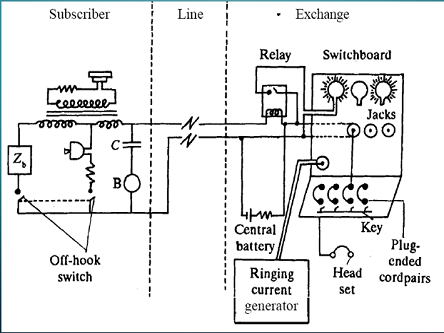 Subscriber
Line
Exchange
Relay
Switchboard
Jacks
C
Z_b
B
Off-hook
switch
Central
battery
Key
Plug-
ended
cordpairs
Head
set
Ringing
current
generator